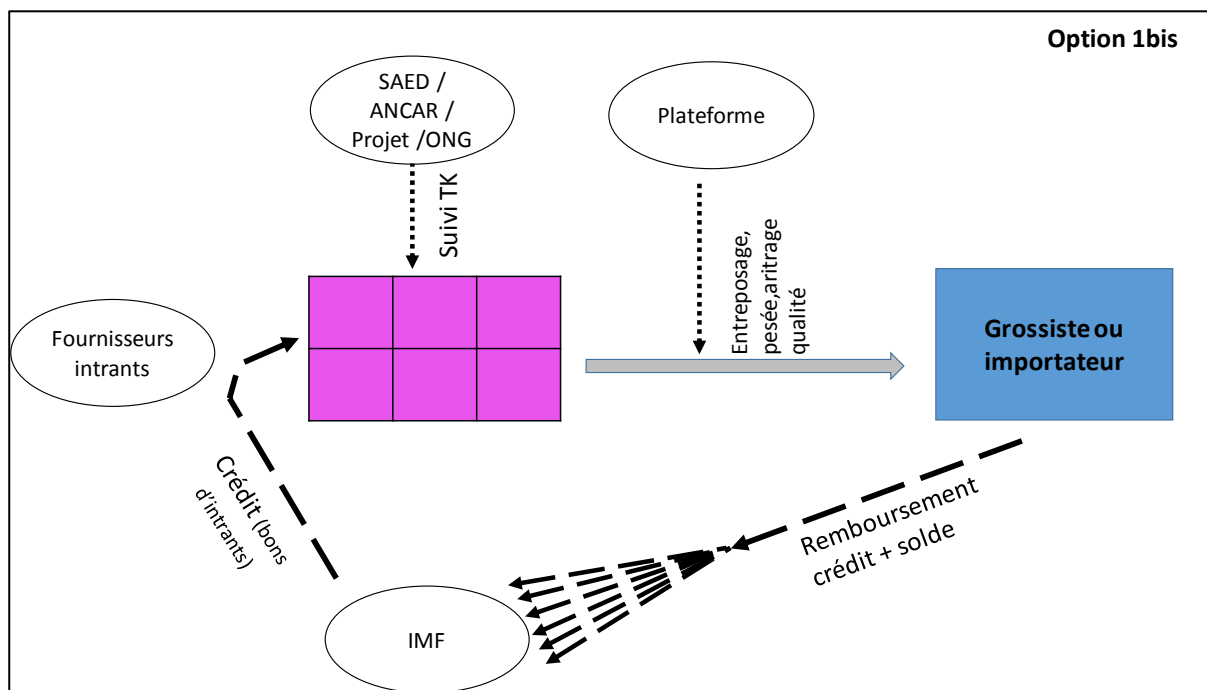 Option 1bis
SAED /
ANCAR /
Projet /ONG
Plateforme
Suivi TK
Entreposage,
pesée,aritrage
qualité
Fournisseurs
intrants
Grossiste ou
importateur
Crédit (bons
d'intrants)
Remboursement
crédit + solde
IMF